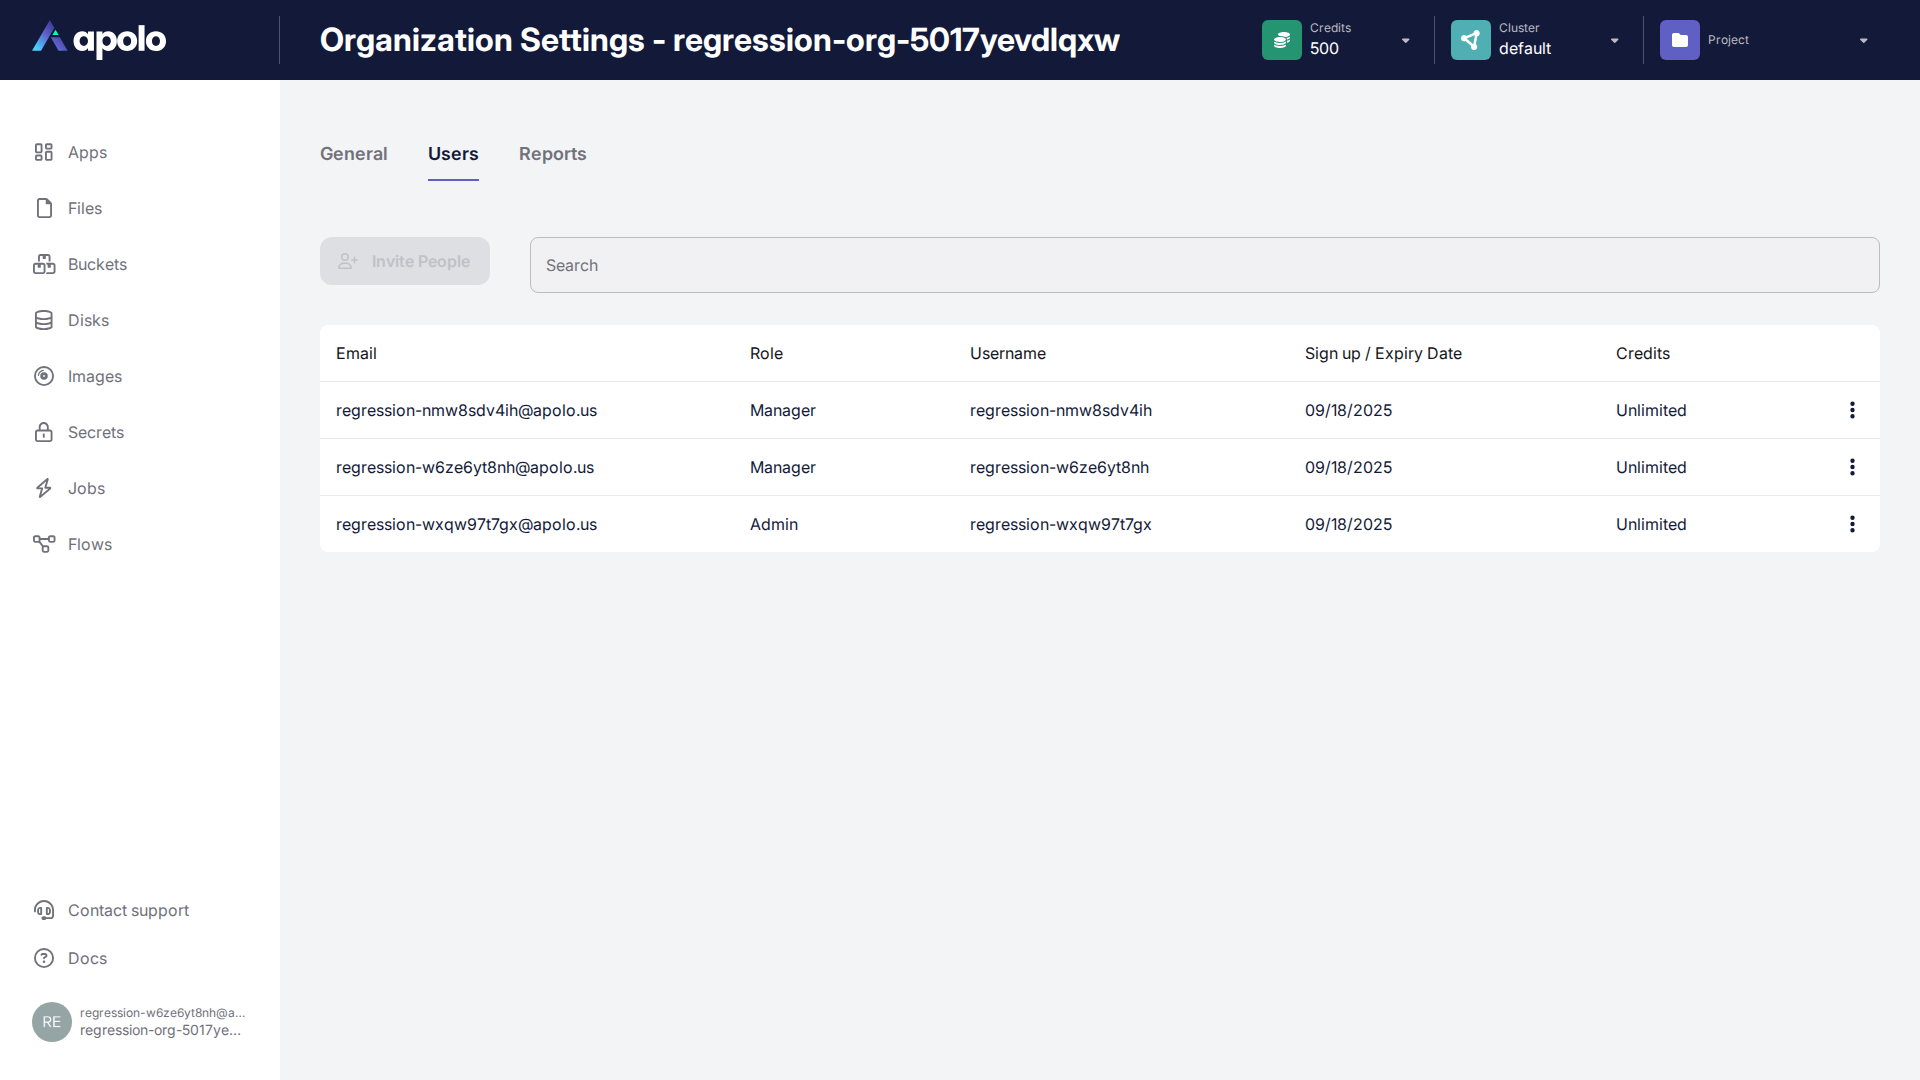 apolo
Organization Settings - regression-org-5017yevdlqxw
Credits
500
Cluster
default
Project
Apps
Files
Buckets
Disks
Images
Secrets
Jobs
Flows
Contact support
Docs
RE
regression-w6ze6yt8nh@a...
regression-org-5017ye...
General Users Reports
Invite People
Search
Email Role Username Sign up / Expiry Date Credits
regression-nmw8sdv4ih@apolo.us Manager regression-nmw8sdv4ih 09/18/2025 Unlimited
regression-w6ze6yt8nh@apolo.us Manager regression-w6ze6yt8nh 09/18/2025 Unlimited
regression-wxqw97t7gx@apolo.us Admin regression-wxqw97t7gx 09/18/2025 Unlimited